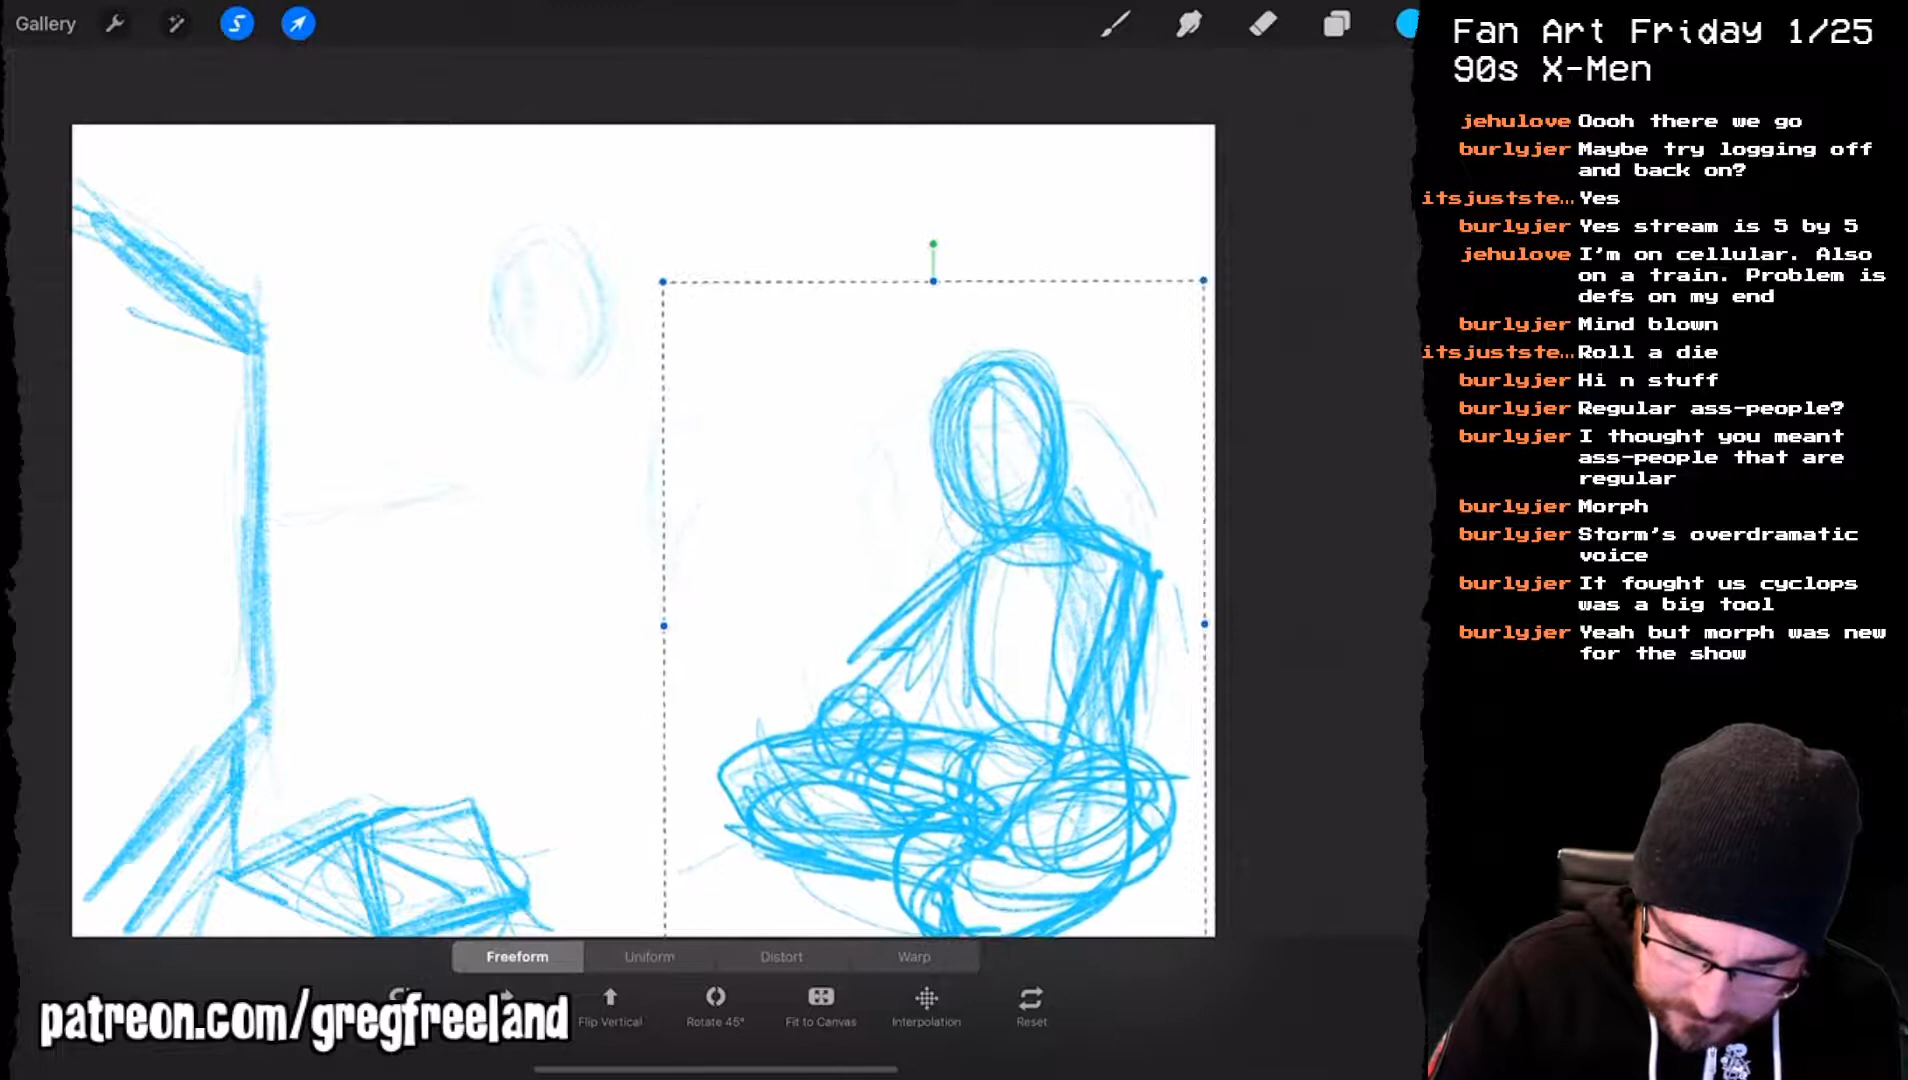 Gallery
Fan Art Friday 1/25
90s X-Men
jehulove Oooh there we go
burlyjer Maybe try logging off
and back on?
itsjustste… Yes
burlyjer Yes stream is 5 by 5
jehulove I'm on cellular. Also
on a train. Problem is
defs on my end
burlyjer Mind blown
itsjustste… Roll a die
burlyjer Hi n stuff
burlyjer Regular ass-people?
burlyjer I thought you meant
ass-people that are
regular
burlyjer Morph
burlyjer Storm's overdramatic
voice
burlyjer It fought us cyclops
was a big tool
burlyjer Yeah but morph was new
for the show
Freeform Uniform Distort Warp
patreon.com/gregfreeland
Flip Vertical Rotate 45° Fit to Canvas Interpolation Reset